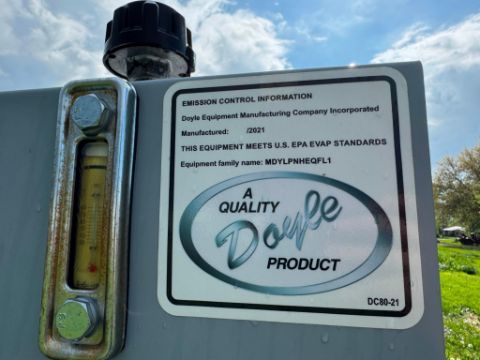 EMISSION CONTROL INFORMATION
Doyle Equipment Manufacturing Company Incorporated
Manufactured: /2021
THIS EQUIPMENT MEETS U.S. EPA EVAP STANDARDS
Equipment family name: MDYLPNHEQFL1
A
QUALITY
Doyle
PRODUCT
DC80-21